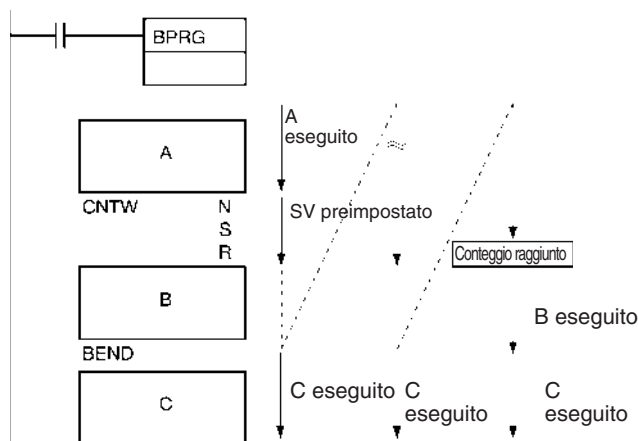 BPRG
A
eseguito
A
CNTW N
S
R
SV preimpostato
Conteggio raggiunto
B
B eseguito
BEND
C
C eseguito
C
eseguito
C
eseguito